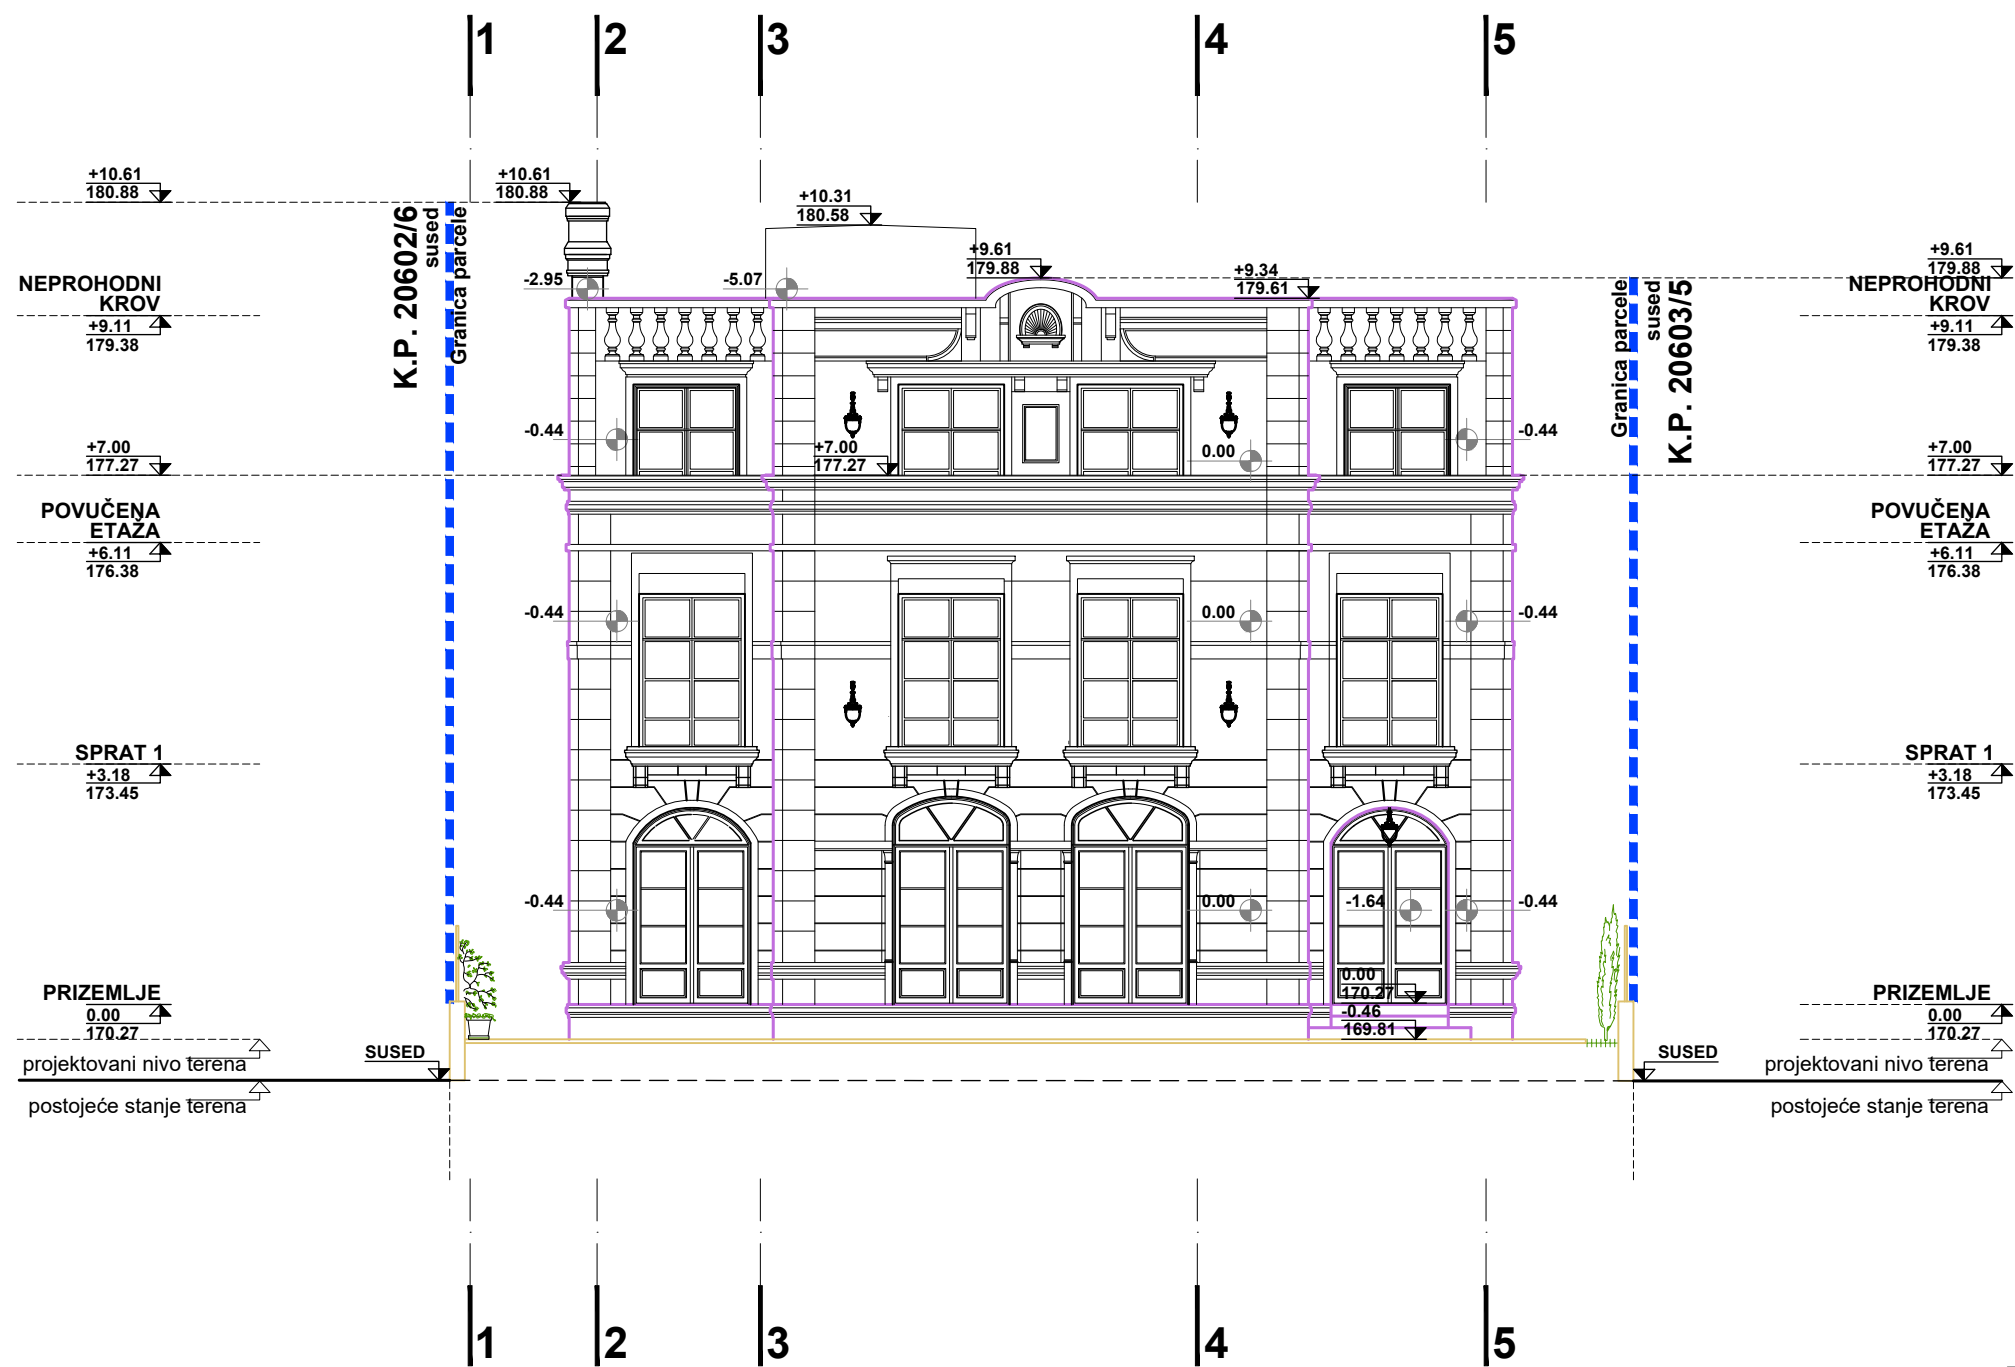 1
2
3
4
5
+10.61
180.88
+10.61
180.88
+10.31
180.58
+9.61
179.88
+9.34
179.61
+9.61
179.88
K.P. 20602/6
sused
Granica parcele
NEPROHODNI
KROV
+9.11
179.38
-2.95
-5.07
Granica parcele
sused
K.P. 20603/5
NEPROHODNI
KROV
+9.11
179.38
-0.44
0.00
-0.44
+7.00
177.27
+7.00
177.27
+7.00
177.27
POVUČENA
ETAŽA
+6.11
176.38
POVUČENA
ETAŽA
+6.11
176.38
-0.44
0.00
-0.44
SPRAT 1
+3.18
173.45
SPRAT 1
+3.18
173.45
-0.44
0.00
-1.64
-0.44
PRIZEMLJE
0.00
170.27
0.00
170.27
-0.46
169.81
PRIZEMLJE
0.00
170.27
projektovani nivo terena
SUSED
SUSED
projektovani nivo terena
postojeće stanje terena
postojeće stanje terena
1
2
3
4
5